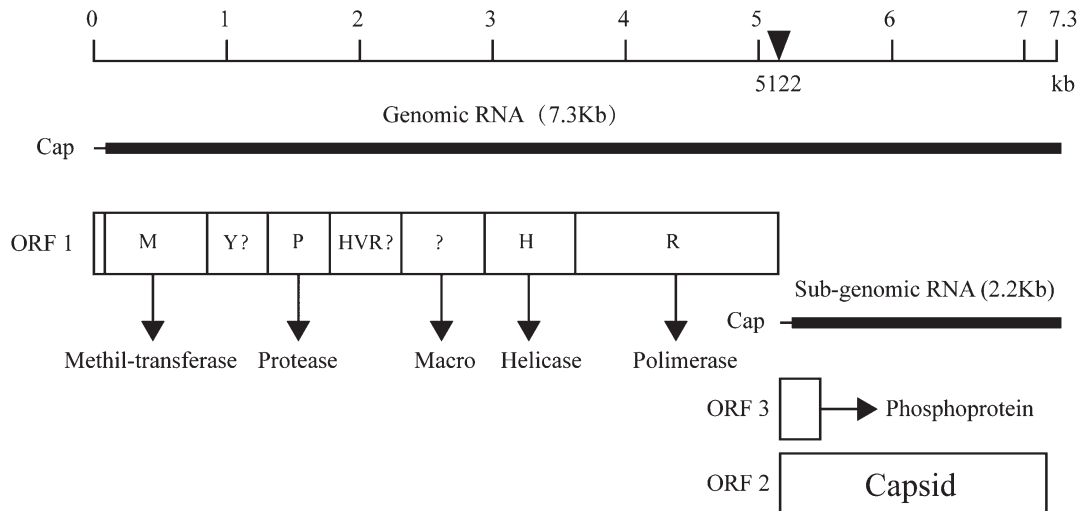 0 1 2 3 4 5 6 7 7.3
5122 kb
Genomic RNA (7.3Kb)
Cap
ORF 1 M Y? P HVR? ? H R
Sub-genomic RNA (2.2Kb)
Cap
Methil-transferase Protease Macro Helicase Polimerase
ORF 3 Phosphoprotein
ORF 2 Capsid